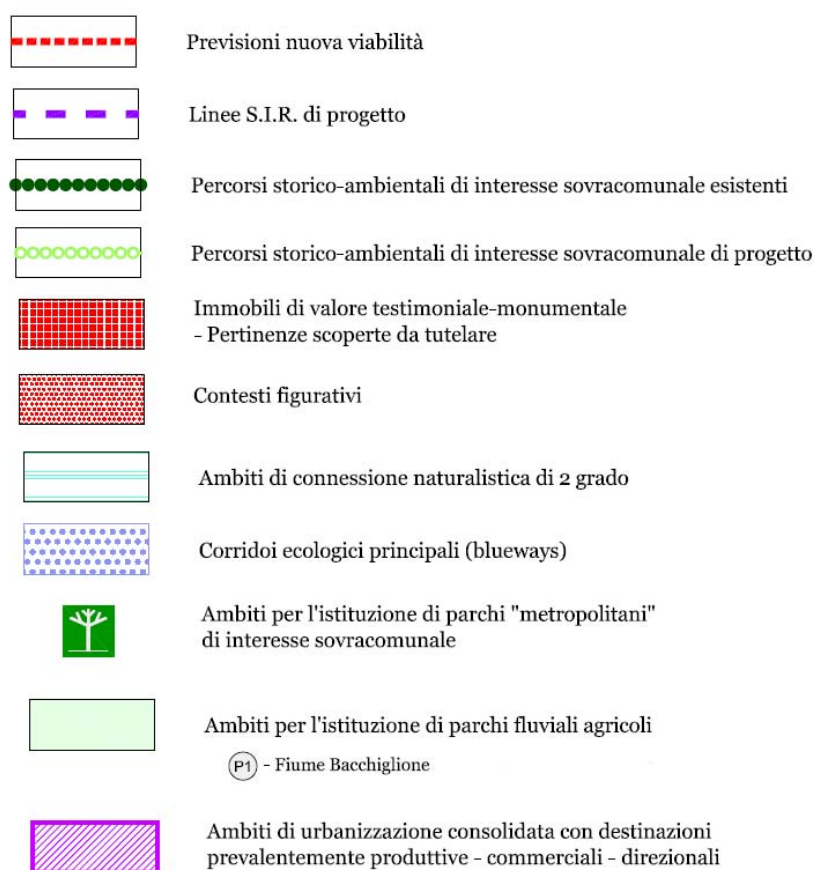 Previsioni nuova viabilità
Linee S.I.R. di progetto
Percorsi storico-ambientali di interesse sovracomunale esistenti
Percorsi storico-ambientali di interesse sovracomunale di progetto
Immobili di valore testimoniale-monumentale
- Pertinenze scoperte da tutelare
Contesti figurativi
Ambiti di connessione naturalistica di 2 grado
Corridoi ecologici principali (blueways)
Ambiti per l'istituzione di parchi "metropolitani"
di interesse sovracomunale
Ambiti per l'istituzione di parchi fluviali agricoli
P1 - Fiume Bacchiglione
Ambiti di urbanizzazione consolidata con destinazioni
prevalentemente produttive - commerciali - direzionali